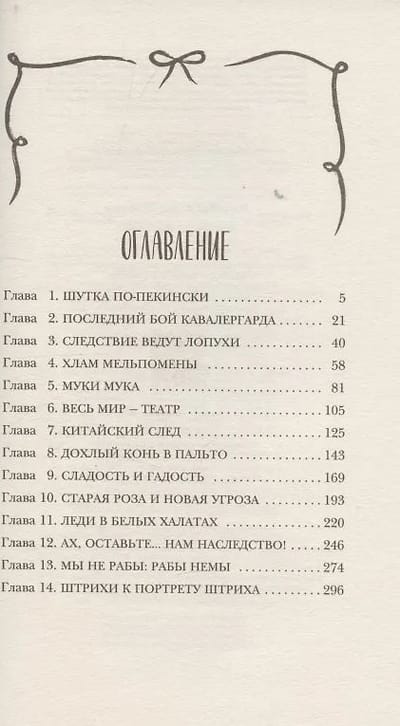 ОГЛАВЛЕНИЕ
Глава 1. ШУТКА ПО-ПЕКИНСКИ ..................... 5
Глава 2. ПОСЛЕДНИЙ БОЙ КАВАЛЕРГАРДА ......... 21
Глава 3. СЛЕДСТВИЕ ВЕДУТ ЛОПУХИ ............... 40
Глава 4. ХЛАМ МЕЛЬПОМЕНЫ ..................... 58
Глава 5. МУКИ МУКА ............................. 81
Глава 6. ВЕСЬ МИР – ТЕАТР ...................... 105
Глава 7. КИТАЙСКИЙ СЛЕД ...................... 125
Глава 8. ДОХЛЫЙ КОНЬ В ПАЛЬТО ............... 143
Глава 9. СЛАДОСТЬ И ГАДОСТЬ .................. 169
Глава 10. СТАРАЯ РОЗА И НОВАЯ УГРОЗА .......... 193
Глава 11. ЛЕДИ В БЕЛЫХ ХАЛАТАХ ................ 220
Глава 12. АХ, ОСТАВЬТЕ... НАМ НАСЛЕДСТВО! ..... 246
Глава 13. МЫ НЕ РАБЫ: РАБЫ НЕМЫ .............. 274
Глава 14. ШТРИХИ К ПОРТРЕТУ ШТРИХА .......... 296